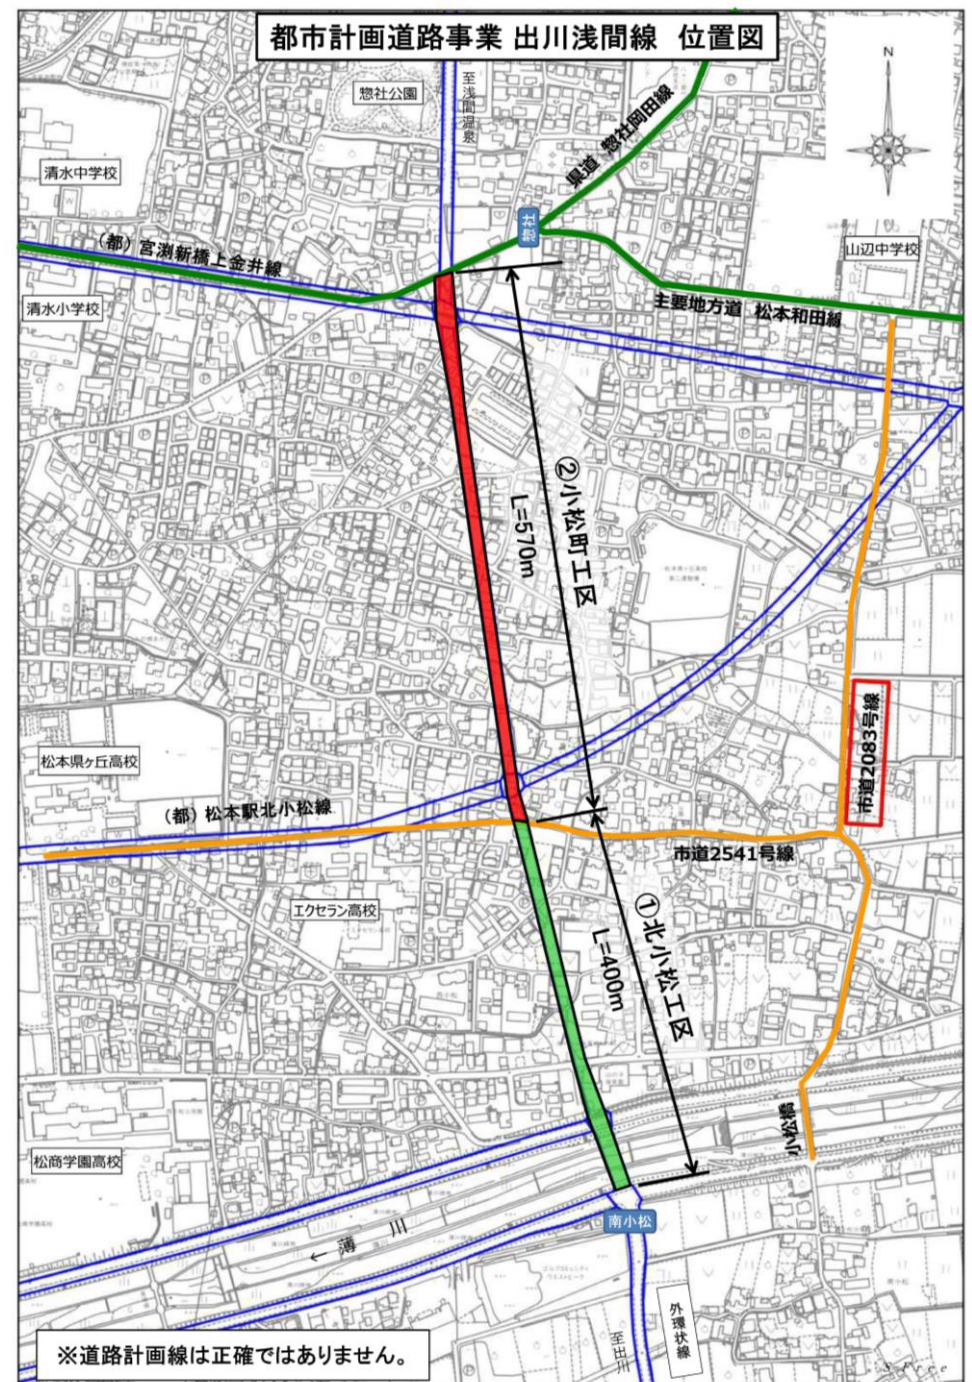 都市計画道路事業 出川浅間線 位置図
N
惣社公園
至浅間温泉
県道 惣社岡田線
清水中学校
惣社
山辺中学校
(都) 宮渕新橋上金井線
清水小学校
主要地方道 松本和田線
②小松町工区
L=570m
松本県ヶ丘高校
市道2083号線
(都) 松本駅北小松線
市道2541号線
エクセラン高校
①北小松工区
L=400m
小松橋
松商学園高校
南小松
←薄川
外環状線
至出川
南小松
※道路計画線は正確ではありません。